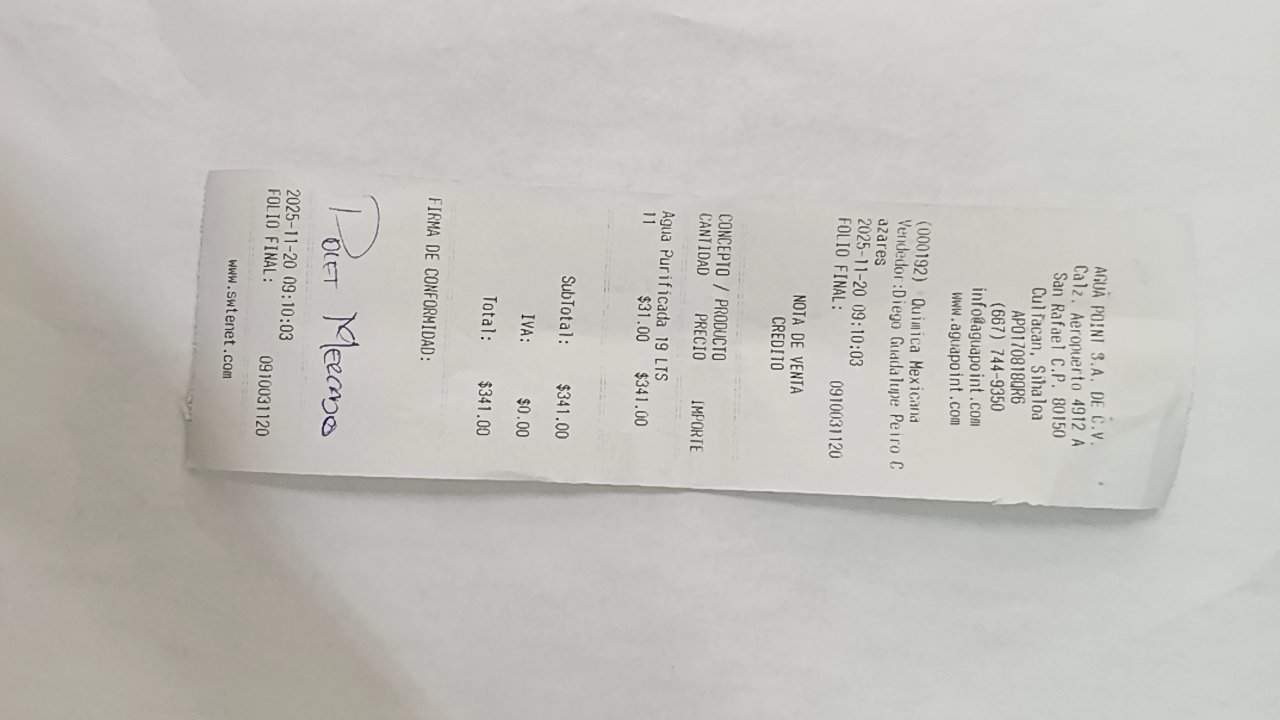 AGUA POINT S.A. DE C.V.
Calz. Aeropuerto 4912 A
San Rafael C.P. 80150
Culiacan, Sinaloa
APO170818QR6
(667) 744-9350
info@aguapoint.com
www.aguapoint.com
(000192) Quimica Mexicana
Vendedor:Diego Guadalupe Peiro C
azares
2025-11-20 09:10:03
FOLIO FINAL: 0910031120
NOTA DE VENTA
CREDITO
CONCEPTO / PRODUCTO
CANTIDAD PRECIO IMPORTE
Agua Purificada 19 LTS
11 $31.00 $341.00
SubTotal: $341.00
IVA: $0.00
Total: $341.00
FIRMA DE CONFORMIDAD:
Mercado
2025-11-20 09:10:03
FOLIO FINAL: 0910031120
www.swtenet.com